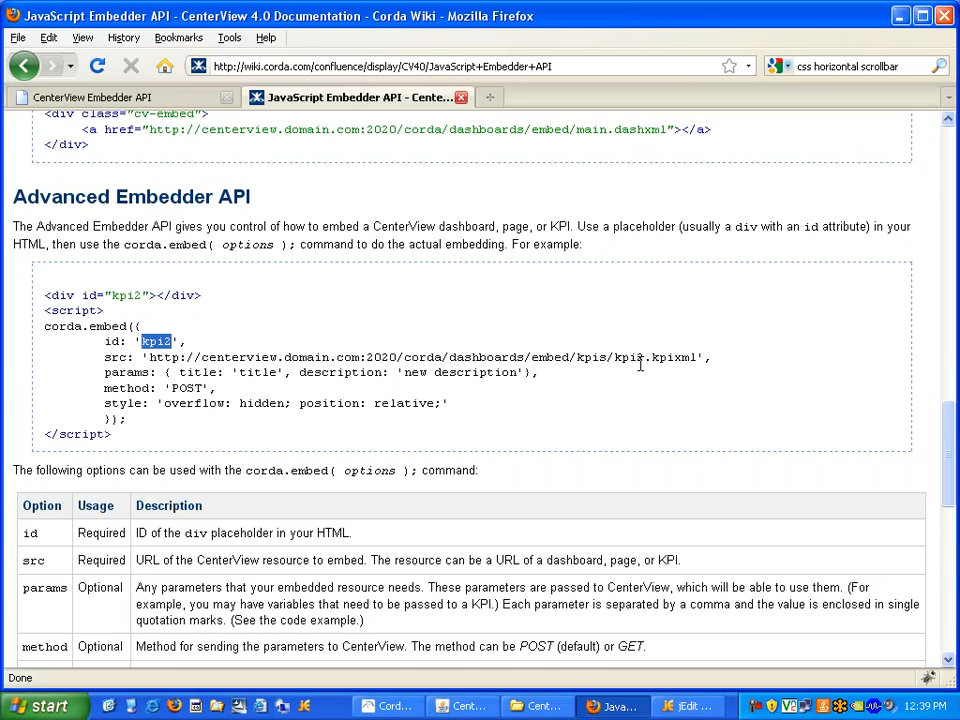 JavaScript Embedder API - CenterView 4.0 Documentation - Corda Wiki - Mozilla Firefox
File Edit View History Bookmarks Tools Help
http://wiki.corda.com/confluence/display/CV40/JavaScript+Embedder+API
css horizontal scrollbar
CenterView Embedder API
JavaScript Embedder API - Cente...
<div class="cv-embed">
<a href="http://centerview.domain.com:2020/corda/dashboards/embed/main.dashxml"></a>
</div>
Advanced Embedder API
The Advanced Embedder API gives you control of how to embed a CenterView dashboard, page, or KPI. Use a placeholder (usually a div with an id attribute) in your
HTML, then use the corda.embed( options ); command to do the actual embedding. For example:
<div id="kpi2"></div>
<script>
corda.embed({
id: 'kpi2',
src: 'http://centerview.domain.com:2020/corda/dashboards/embed/kpis/kpi2.kpixml',
params: { title: 'title', description: 'new description'},
method: 'POST',
style: 'overflow: hidden; position: relative;'
});
</script>
The following options can be used with the corda.embed( options ); command:
Option Usage Description
id Required ID of the div placeholder in your HTML.
src Required URL of the CenterView resource to embed. The resource can be a URL of a dashboard, page, or KPI.
params Optional Any parameters that your embedded resource needs. These parameters are passed to CenterView, which will be able to use them. (For
example, you may have variables that need to be passed to a KPI.) Each parameter is separated by a comma and the value is enclosed in single
quotation marks. (See the code example.)
method Optional Method for sending the parameters to CenterView. The method can be POST (default) or GET.
Done
start
Cord...
Cent...
Cent...
Java...
jEdit ...
12:39 PM